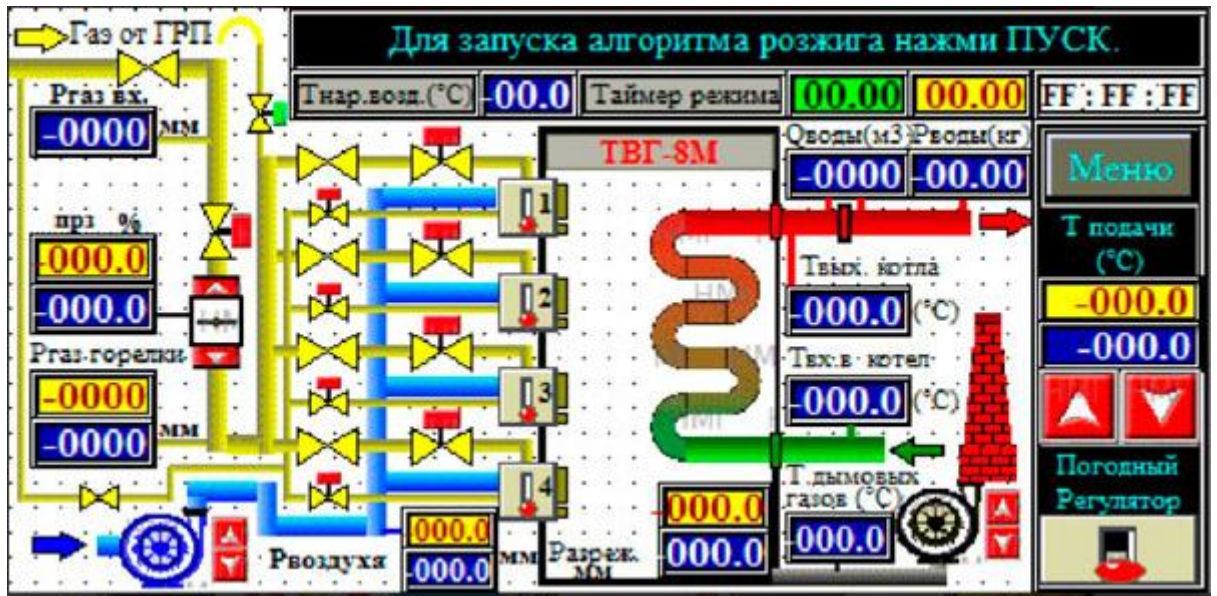 Газ от ГРП
Для запуска алгоритма розжига нажми ПУСК.
Тнар.возд.(°С) -00.0 Таймер режима 00.00 00.00 FF : FF : FF
Ргаз вх.
-0000 мм
ТВГ-8М
Qводы(м3) Рводы(кг)
-0000 -00.00
Меню
прз %
-000.0
-000.0
Т подачи
(°С)
-000.0
-000.0
Твых. котла
-000.0 (°С)
Ргаз горелки
-0000
-0000 мм
Твх.в котел
-000.0 (°С)
1
2
3
4
Погодный
Регулятор
Т.дымовых
газов (°С)
-000.0
Рвоздуха
000.0
-000.0 мм
Разреж.
мм
-000.0
000.0